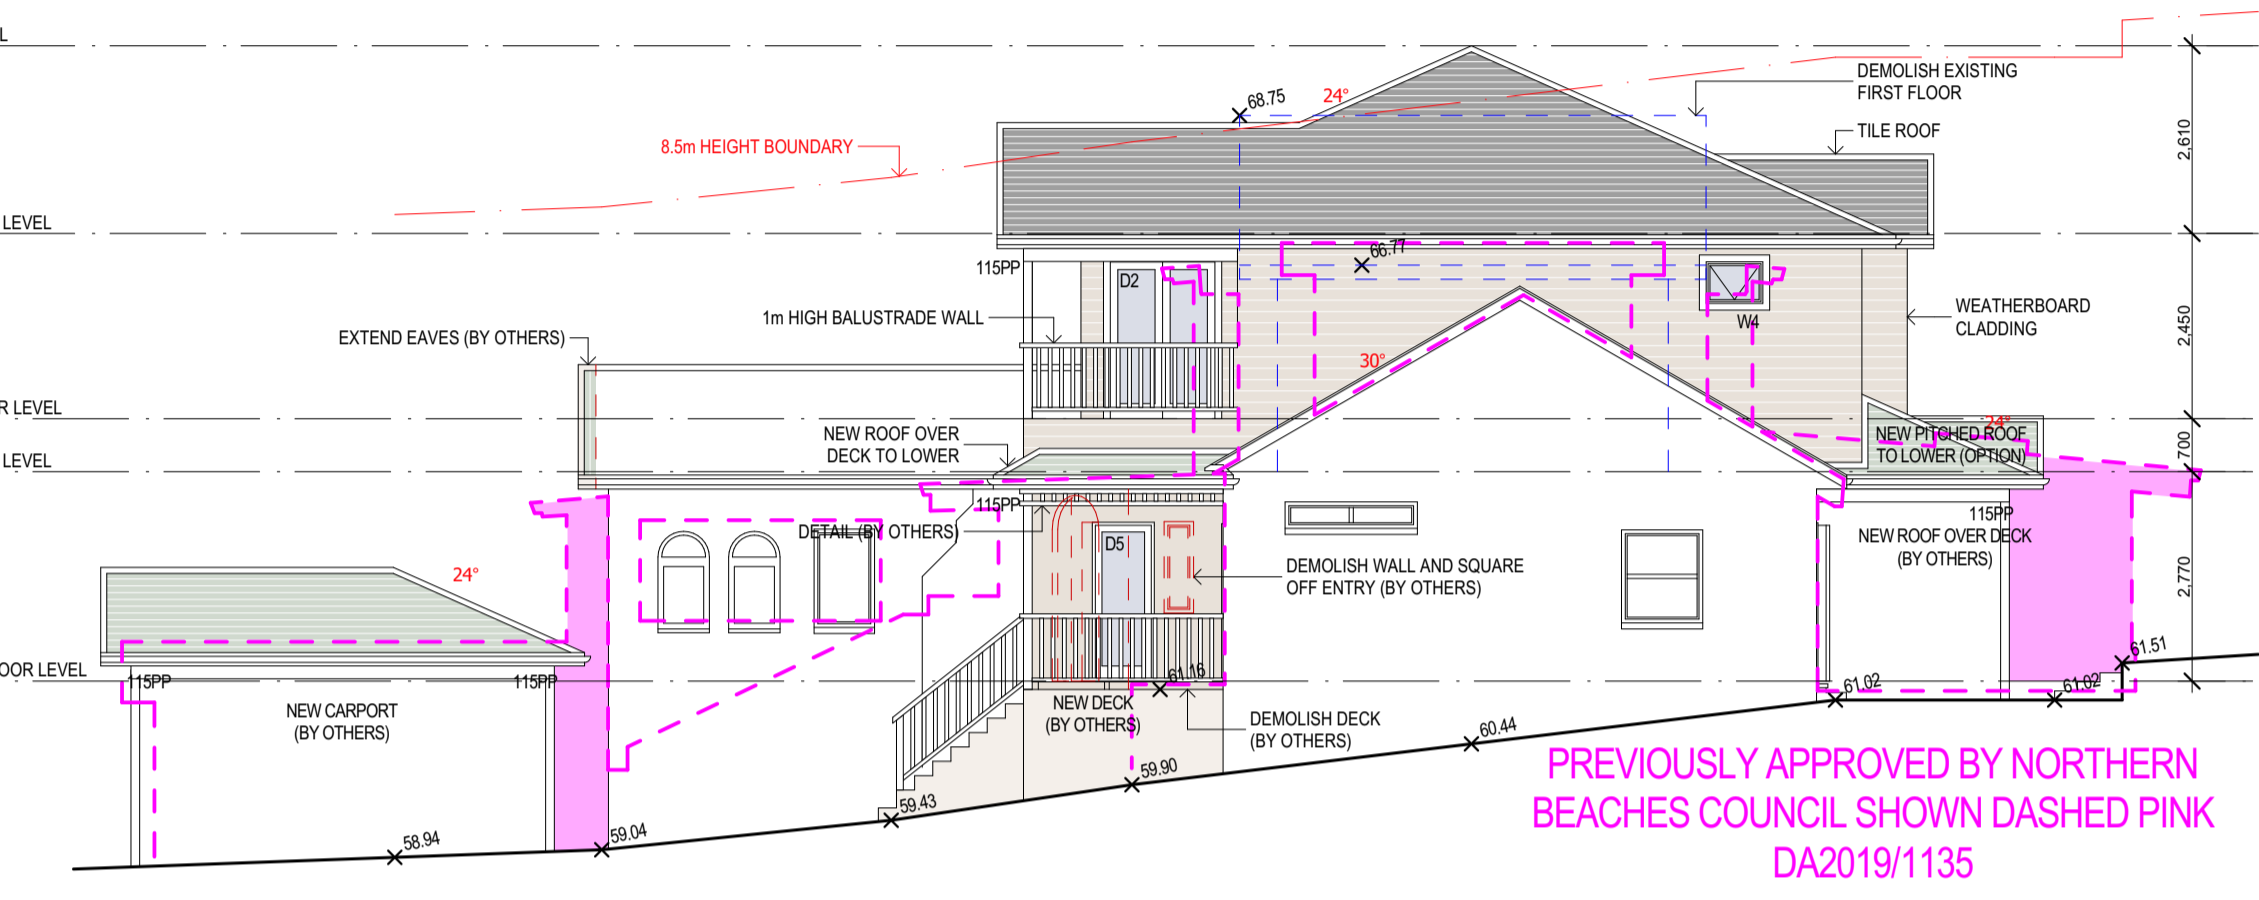 L
LEVEL
R LEVEL
LEVEL
OOR LEVEL
8.5m HEIGHT BOUNDARY
68.75
24°
DEMOLISH EXISTING
FIRST FLOOR
TILE ROOF
2,610
66.77
115PP
D2
1m HIGH BALUSTRADE WALL
EXTEND EAVES (BY OTHERS)
W4
WEATHERBOARD
CLADDING
2,450
30°
NEW ROOF OVER
DECK TO LOWER
24°
NEW PITCHED ROOF
TO LOWER (OPTION)
700
115PP
DETAIL (BY OTHERS)
D5
DEMOLISH WALL AND SQUARE
OFF ENTRY (BY OTHERS)
115PP
NEW ROOF OVER DECK
(BY OTHERS)
2,770
24°
115PP
115PP
NEW CARPORT
(BY OTHERS)
61.16
NEW DECK
(BY OTHERS)
DEMOLISH DECK
(BY OTHERS)
61.02
61.02
61.51
60.44
59.90
59.43
59.04
58.94
PREVIOUSLY APPROVED BY NORTHERN
BEACHES COUNCIL SHOWN DASHED PINK
DA2019/1135